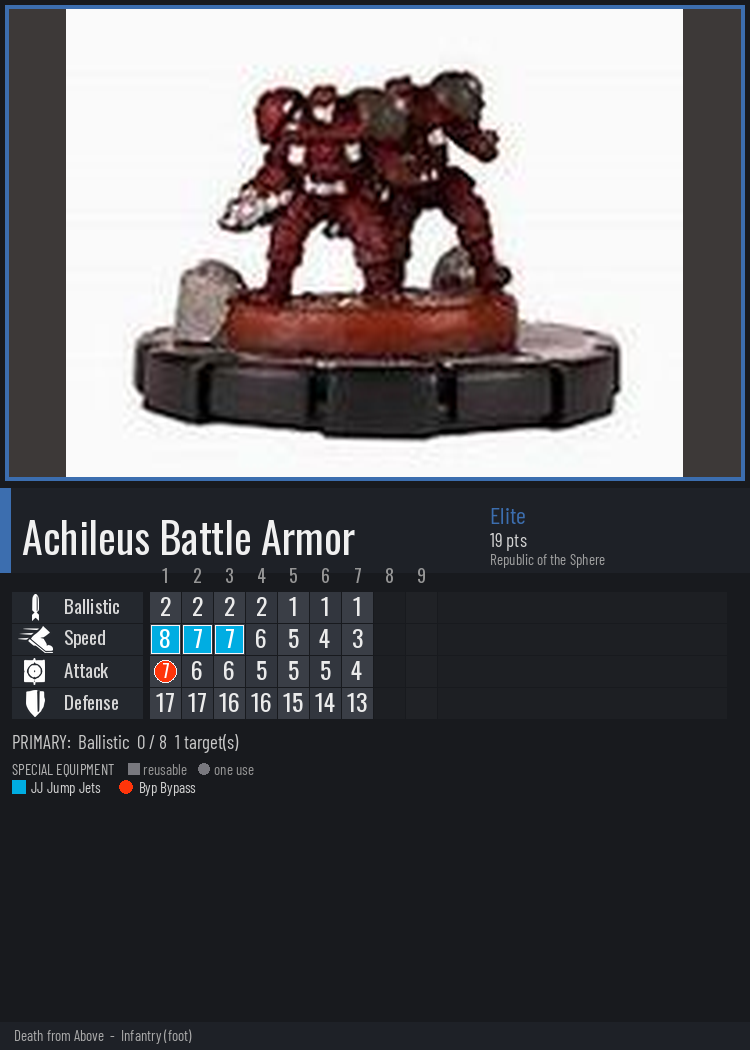 Achileus Battle Armor
Elite
19 pts
Republic of the Sphere
1 2 3 4 5 6 7 8 9
Ballistic 2 2 2 2 1 1 1
Speed 8 7 7 6 5 4 3
Attack 7 6 6 5 5 5 4
Defense 17 17 16 16 15 14 13
PRIMARY: Ballistic 0 / 8 1 target(s)
SPECIAL EQUIPMENT reusable one use
JJ Jump Jets Byp Bypass
Death from Above - Infantry (foot)